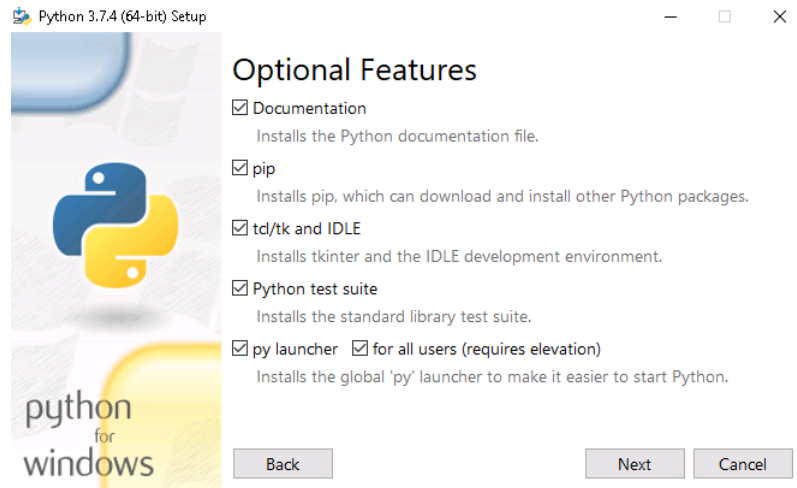 Python 3.7.4 (64-bit) Setup
Optional Features
Documentation
Installs the Python documentation file.
pip
Installs pip, which can download and install other Python packages.
tcl/tk and IDLE
Installs tkinter and the IDLE development environment.
Python test suite
Installs the standard library test suite.
py launcher for all users (requires elevation)
Installs the global 'py' launcher to make it easier to start Python.
python
for
windows
Back Next Cancel